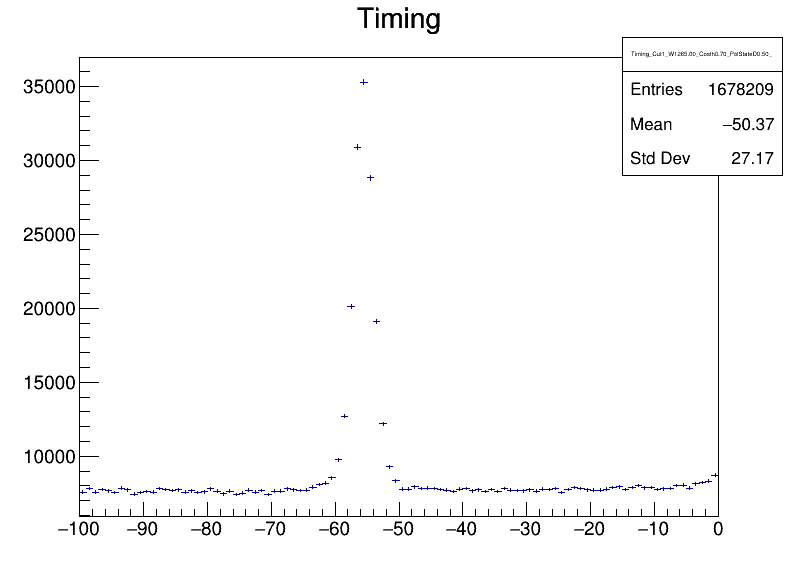 Timing
Timing_Cut1_W1265.00_Costh0.70_PolStateD0.50_
Entries 1678209
Mean −50.37
Std Dev 27.17
35000
30000
25000
20000
15000
10000
−100 −90 −80 −70 −60 −50 −40 −30 −20 −10 0